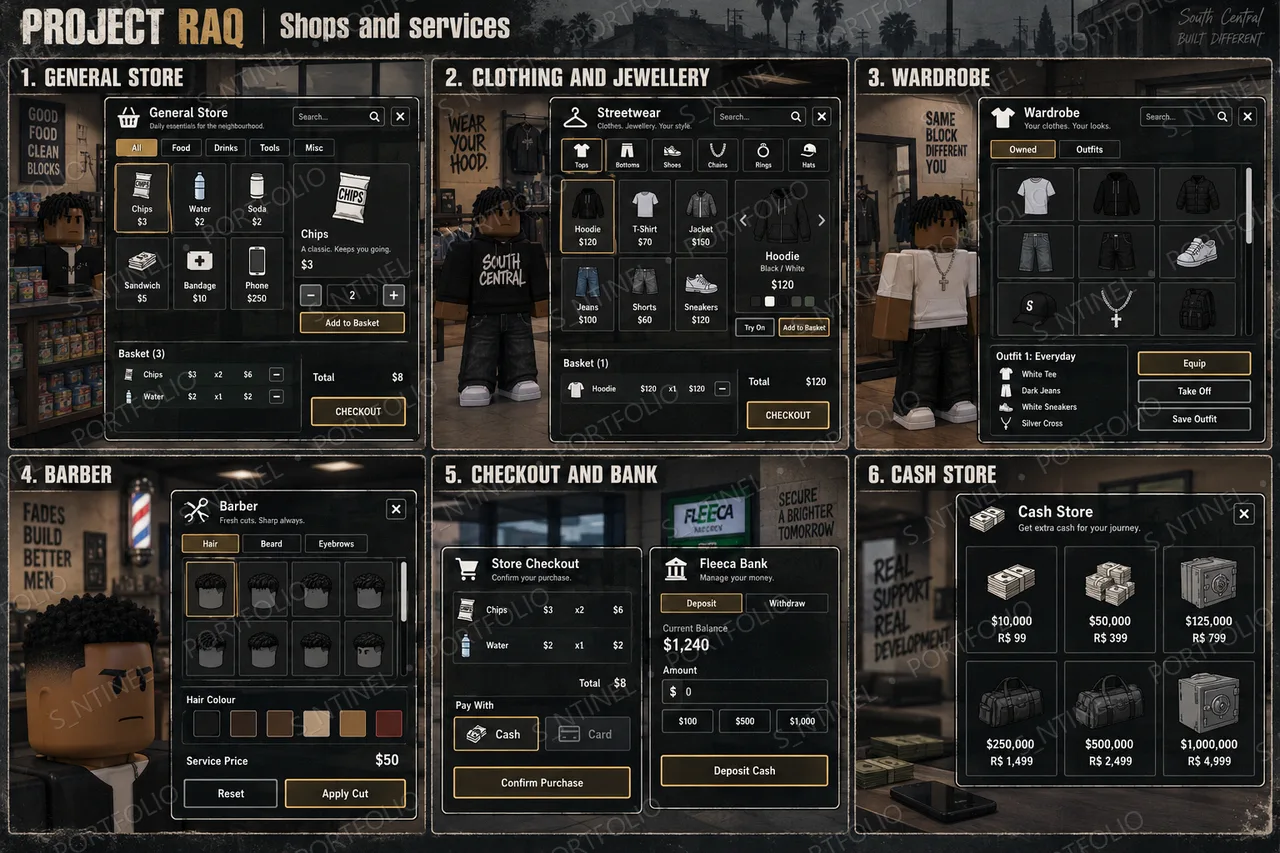 PROJECT RAQ | Shops and services
South Central
BUILT DIFFERENT
1. GENERAL STORE
GOOD
FOOD
CLEAN
BLOCKS
General Store
Daily essentials for the neighbourhood.
Search...
All Food Drinks Tools Misc
CHIPS
Chips
$3
Water
$2
Soda
$2
Sandwich
$5
Bandage
$10
Phone
$250
CHIPS
Chips
A classic. Keeps you going.
$3
− 2 +
Add to Basket
Basket (3)
Chips $3 x2 $6 −
Water $2 x1 $2 −
Total $8
CHECKOUT
2. CLOTHING AND JEWELLERY
WEAR
YOUR
HOOD.
SOUTH
CENTRAL
Streetwear
Clothes. Jewellery. Your style.
Search...
Tops Bottoms Shoes Chains Rings Hats
Hoodie
$120
T-Shirt
$70
Jacket
$150
Jeans
$100
Shorts
$60
Sneakers
$120
Hoodie
Black / White
$120
Try On Add to Basket
Basket (1)
Hoodie $120 x1 $120 −
Total $120
CHECKOUT
3. WARDROBE
SAME
BLOCK
DIFFERENT
YOU
Wardrobe
Your clothes. Your looks.
Search...
Owned Outfits
S
Outfit 1: Everyday
White Tee
Dark Jeans
White Sneakers
Silver Cross
Equip
Take Off
Save Outfit
4. BARBER
FADES
BUILD
BETTER
MEN
Barber
Fresh cuts. Sharp always.
Hair Beard Eyebrows
Hair Colour
Service Price $50
Reset Apply Cut
5. CHECKOUT AND BANK
FLEECA
SECURE
A BRIGHTER
TOMORROW
Store Checkout
Confirm your purchase.
Chips $3 x2 $6
Water $2 x1 $2
Total $8
Pay With
Cash Card
Confirm Purchase
Fleeca Bank
Manage your money.
Deposit Withdraw
Current Balance
$1,240
Amount
$ 0
$100 $500 $1,000
Deposit Cash
6. CASH STORE
REAL
SUPPORT
REAL
DEVELOPMENT
Cash Store
Get extra cash for your journey.
$10,000
R$ 99
$50,000
R$ 399
$125,000
R$ 799
$250,000
R$ 1,499
$500,000
R$ 2,499
$1,000,000
R$ 4,999
S_NTINEL
PORTFOLIO